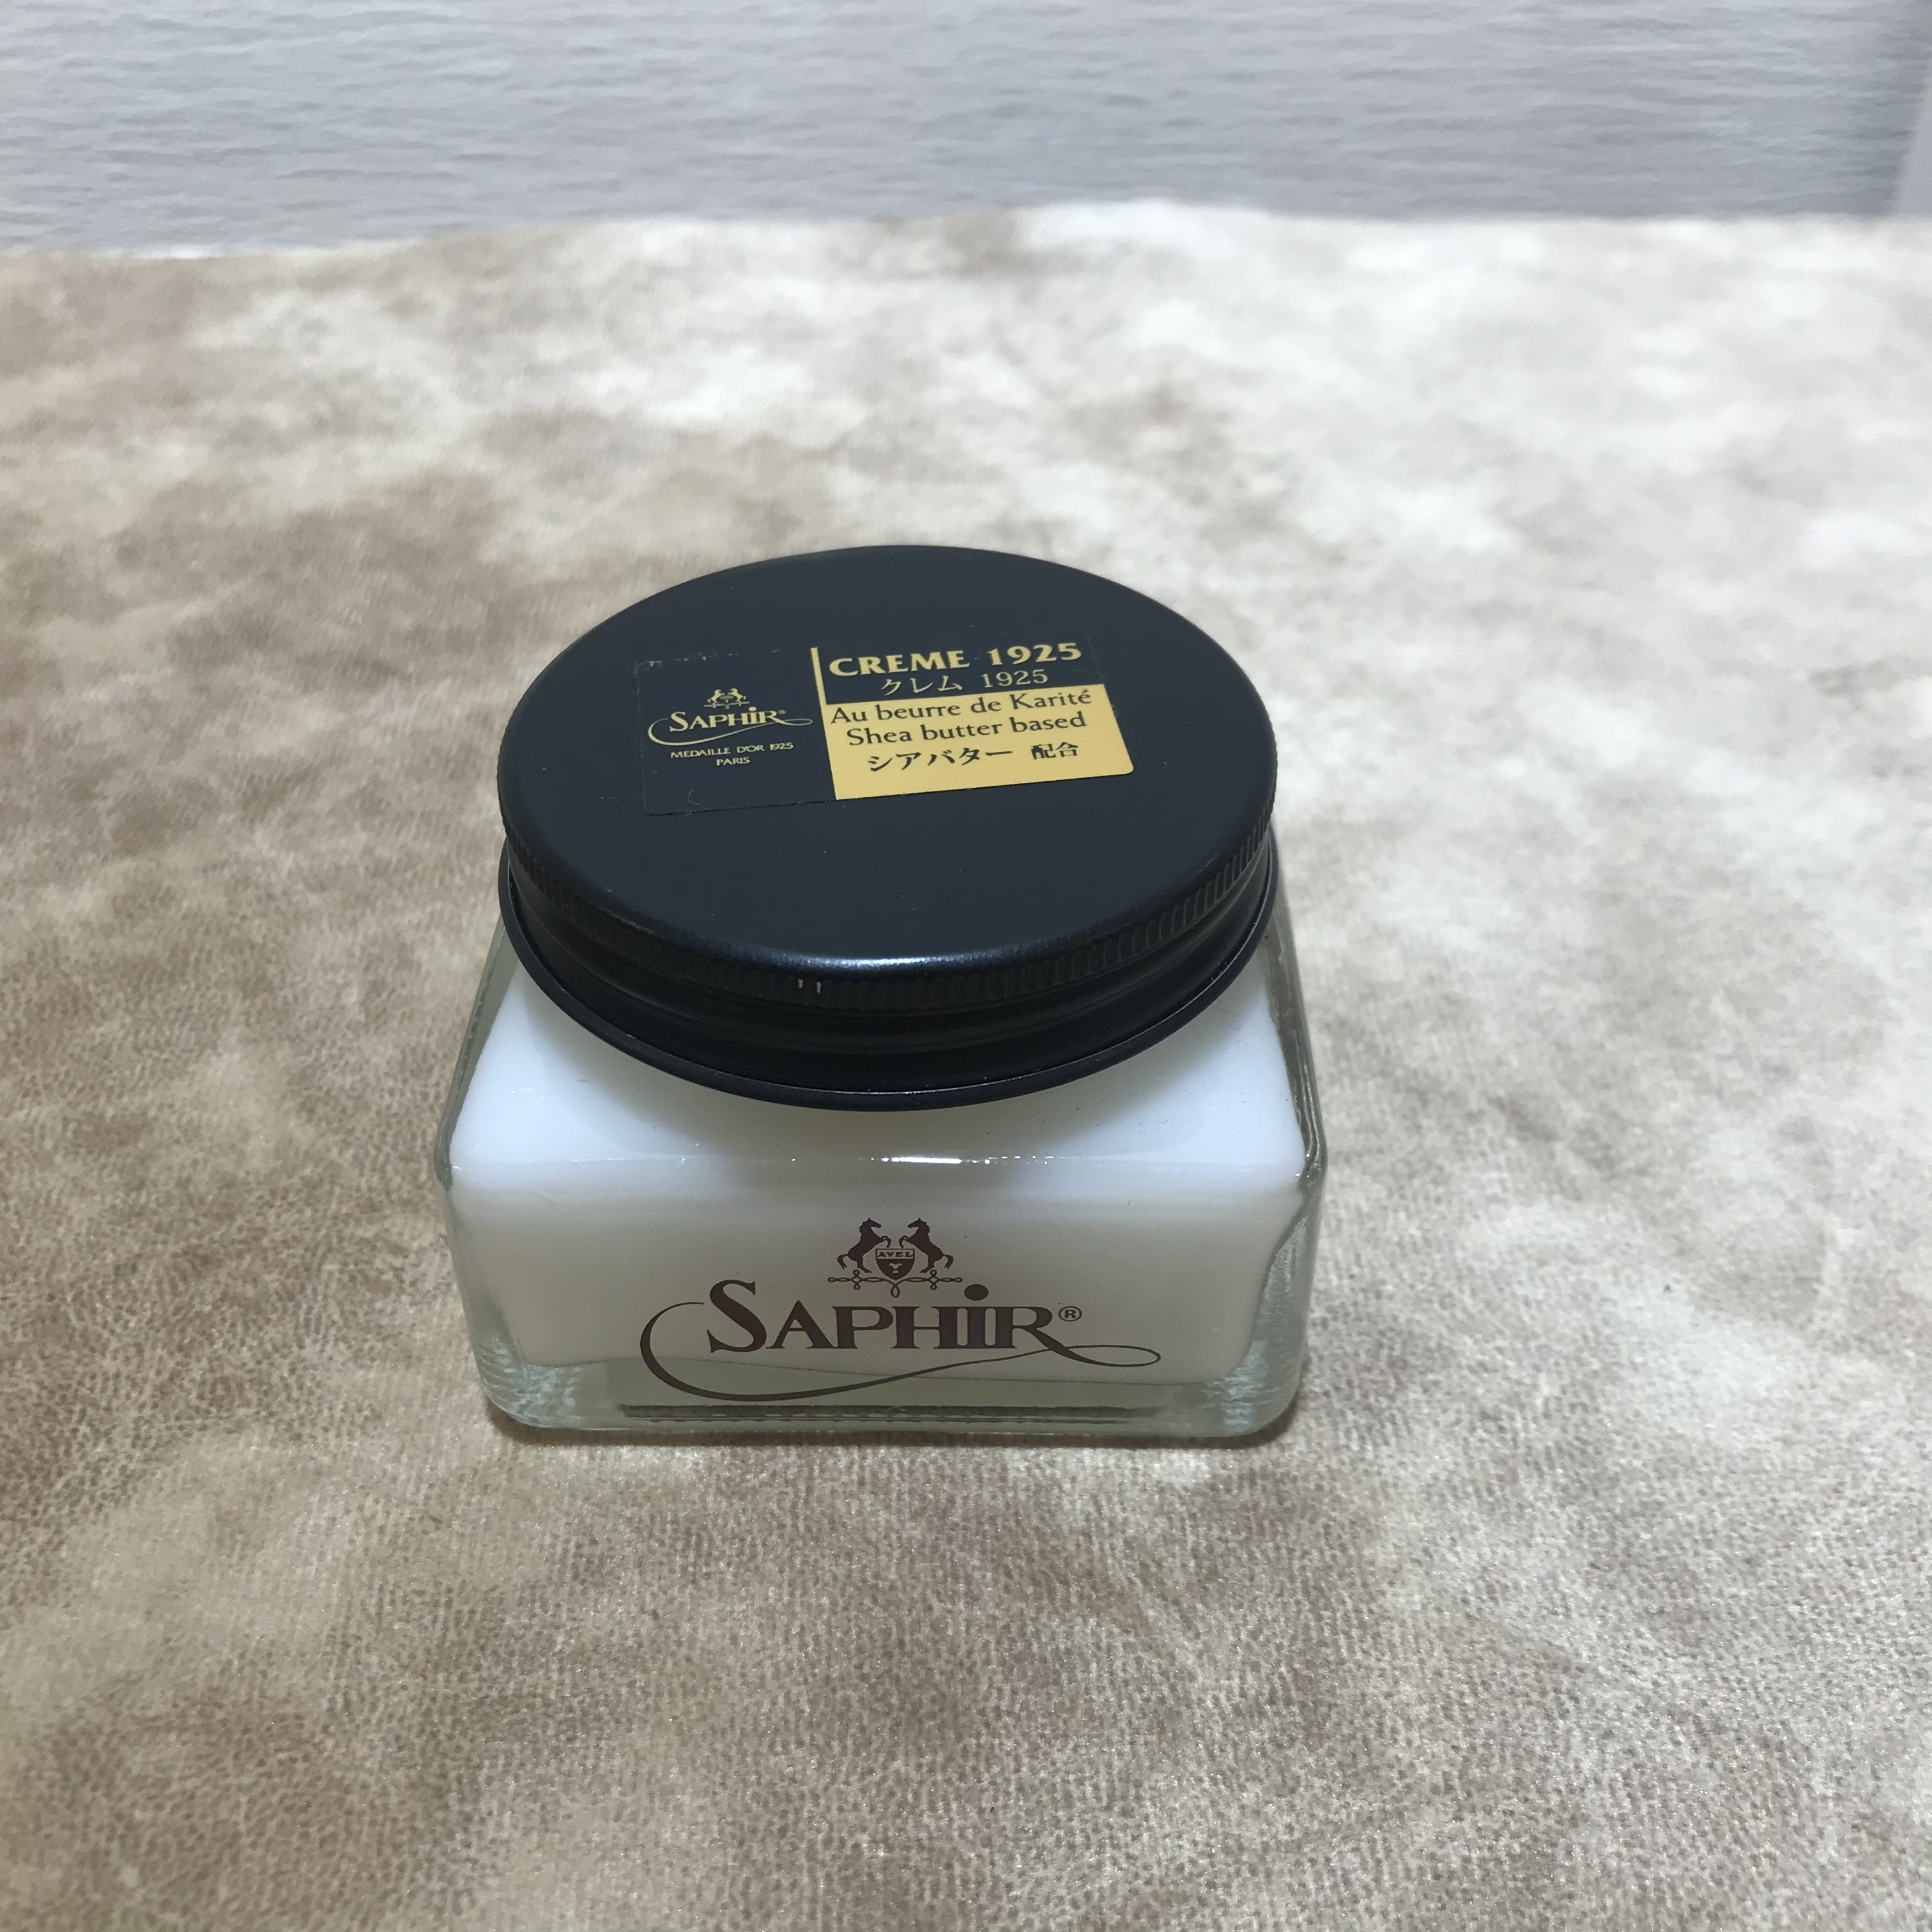 CREME 1925
クレム 1925
SAPHIR®
MEDAILLE D'OR 1925
PARIS
Au beurre de Karité
Shea butter based
シアバター 配合
AVEL
SAPHIR®